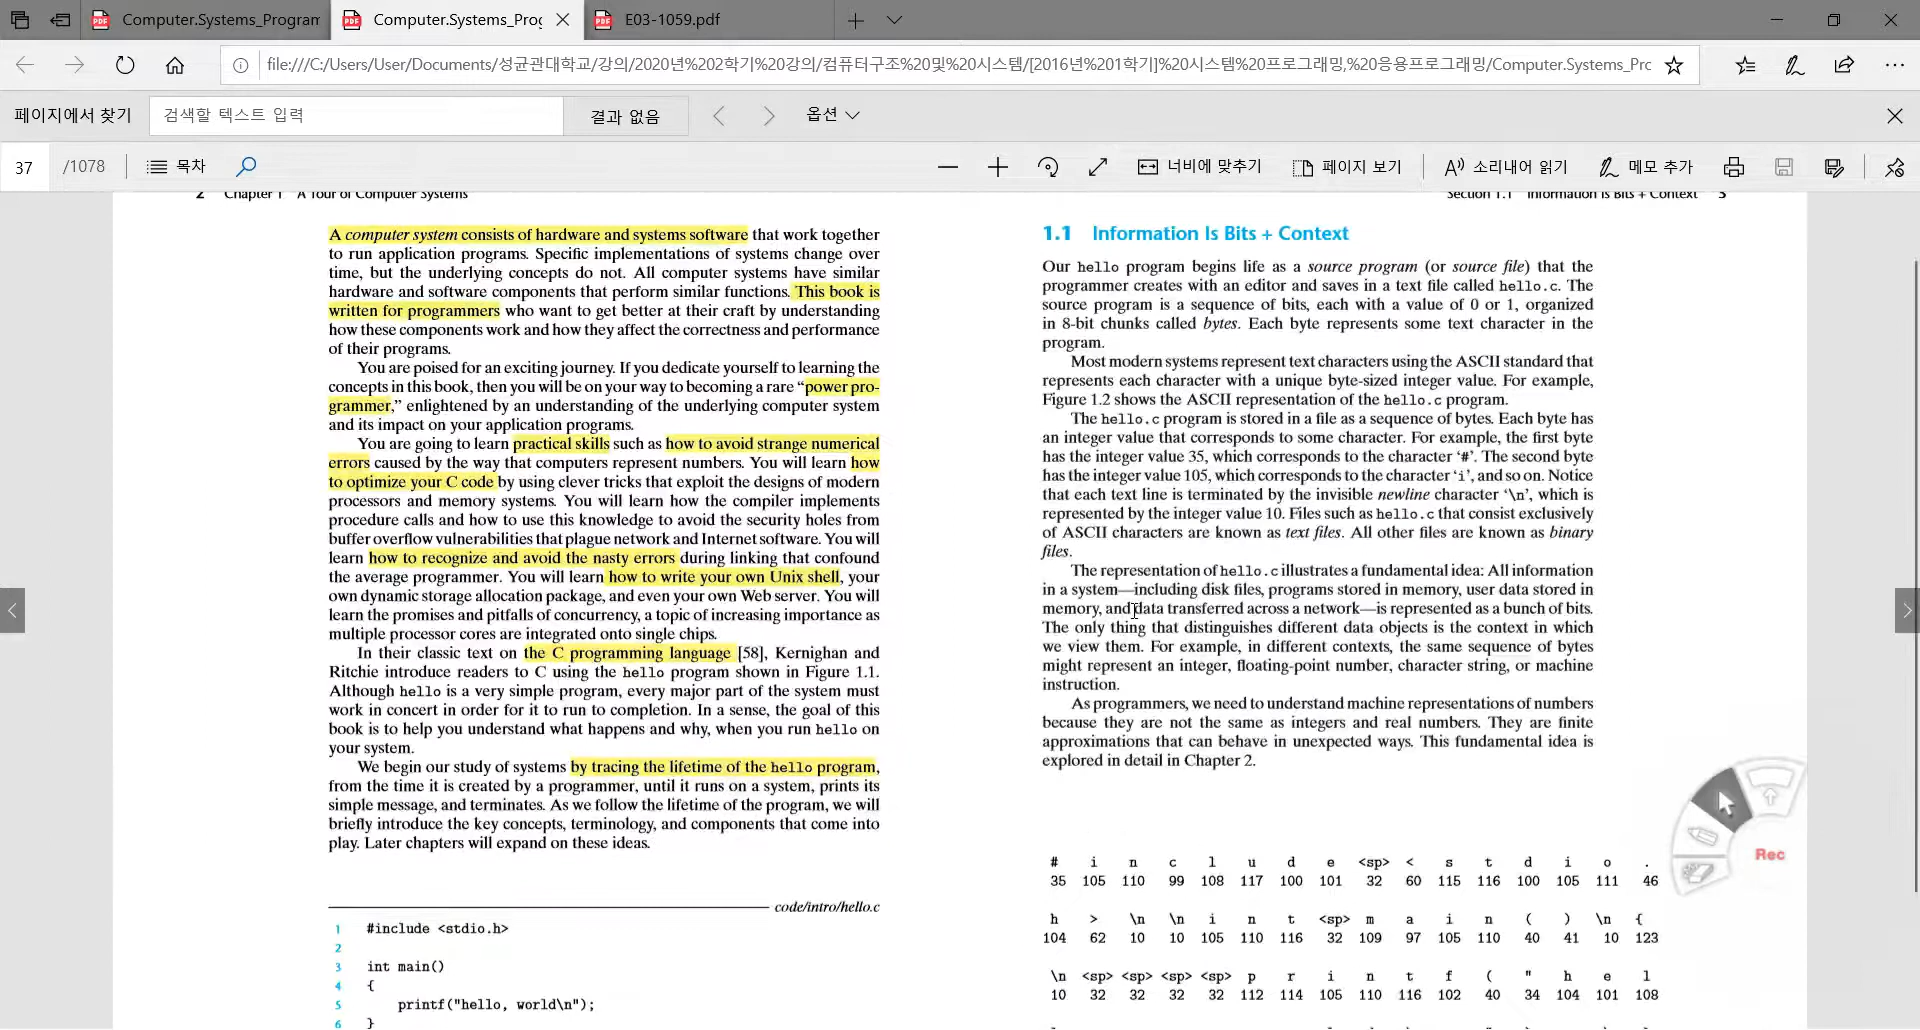 Computer.Systems_Program
Computer.Systems_Proç
E03-1059.pdf
file:///C:/Users/User/Documents/성균관대학교/강의/2020년%202학기%20강의/컴퓨터구조%20및%20시스템/[2016년%201학기]%20시스템%20프로그래밍,%20응용프로그래밍/Computer.Systems_Prc
페이지에서 찾기
검색할 텍스트 입력
결과 없음
옵션
37 /1078
목차
너비에 맞추기
페이지 보기
소리내어 읽기
메모 추가
2 Chapter 1 A Tour of Computer Systems
A computer system consists of hardware and systems software that work together
to run application programs. Specific implementations of systems change over
time, but the underlying concepts do not. All computer systems have similar
hardware and software components that perform similar functions. This book is
written for programmers who want to get better at their craft by understanding
how these components work and how they affect the correctness and performance
of their programs.
You are poised for an exciting journey. If you dedicate yourself to learning the
concepts in this book, then you will be on your way to becoming a rare “power pro-
grammer,” enlightened by an understanding of the underlying computer system
and its impact on your application programs.
You are going to learn practical skills such as how to avoid strange numerical
errors caused by the way that computers represent numbers. You will learn how
to optimize your C code by using clever tricks that exploit the designs of modern
processors and memory systems. You will learn how the compiler implements
procedure calls and how to use this knowledge to avoid the security holes from
buffer overflow vulnerabilities that plague network and Internet software. You will
learn how to recognize and avoid the nasty errors during linking that confound
the average programmer. You will learn how to write your own Unix shell, your
own dynamic storage allocation package, and even your own Web server. You will
learn the promises and pitfalls of concurrency, a topic of increasing importance as
multiple processor cores are integrated onto single chips.
In their classic text on the C programming language [58], Kernighan and
Ritchie introduce readers to C using the hello program shown in Figure 1.1.
Although hello is a very simple program, every major part of the system must
work in concert in order for it to run to completion. In a sense, the goal of this
book is to help you understand what happens and why, when you run hello on
your system.
We begin our study of systems by tracing the lifetime of the hello program,
from the time it is created by a programmer, until it runs on a system, prints its
simple message, and terminates. As we follow the lifetime of the program, we will
briefly introduce the key concepts, terminology, and components that come into
play. Later chapters will expand on these ideas.
code/intro/hello.c
1 #include <stdio.h>
2
3 int main()
4 {
5 printf("hello, world\n");
6 }
Section 1.1 Information Is Bits + Context 3
1.1 Information Is Bits + Context
Our hello program begins life as a source program (or source file) that the
programmer creates with an editor and saves in a text file called hello.c. The
source program is a sequence of bits, each with a value of 0 or 1, organized
in 8-bit chunks called bytes. Each byte represents some text character in the
program.
Most modern systems represent text characters using the ASCII standard that
represents each character with a unique byte-sized integer value. For example,
Figure 1.2 shows the ASCII representation of the hello.c program.
The hello.c program is stored in a file as a sequence of bytes. Each byte has
an integer value that corresponds to some character. For example, the first byte
has the integer value 35, which corresponds to the character ‘#’. The second byte
has the integer value 105, which corresponds to the character ‘i’, and so on. Notice
that each text line is terminated by the invisible newline character ‘\n’, which is
represented by the integer value 10. Files such as hello.c that consist exclusively
of ASCII characters are known as text files. All other files are known as binary
files.
The representation of hello.c illustrates a fundamental idea: All information
in a system—including disk files, programs stored in memory, user data stored in
memory, and data transferred across a network—is represented as a bunch of bits.
The only thing that distinguishes different data objects is the context in which
we view them. For example, in different contexts, the same sequence of bytes
might represent an integer, floating-point number, character string, or machine
instruction.
As programmers, we need to understand machine representations of numbers
because they are not the same as integers and real numbers. They are finite
approximations that can behave in unexpected ways. This fundamental idea is
explored in detail in Chapter 2.
Rec
# i n c l u d e <sp> < s t d i o .
35 105 110 99 108 117 100 101 32 60 115 116 100 105 111 46
h > \n \n i n t <sp> m a i n ( ) \n {
104 62 10 10 105 110 116 32 109 97 105 110 40 41 10 123
\n <sp> <sp> <sp> <sp> p r i n t f ( " h e l
10 32 32 32 32 112 114 105 110 116 102 40 34 104 101 108